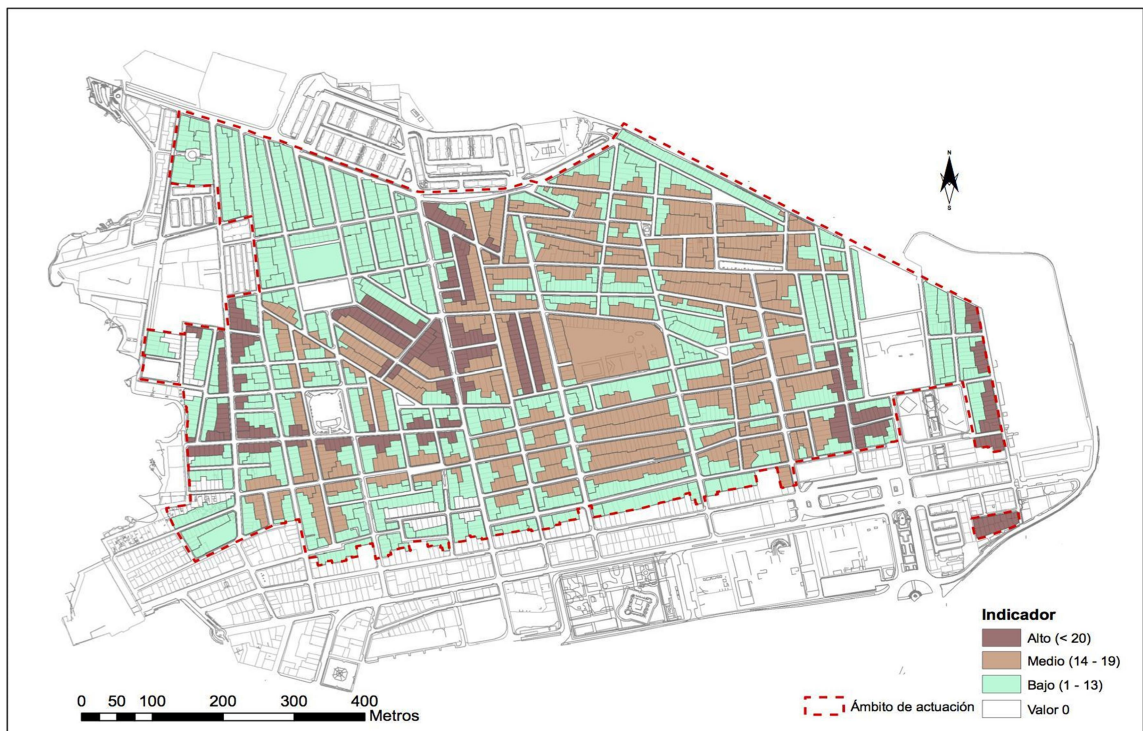 N
S
Indicador
Alto (< 20)
Medio (14 - 19)
Bajo (1 - 13)
Valor 0
Ámbito de actuación
0 50 100 200 300 400
Metros